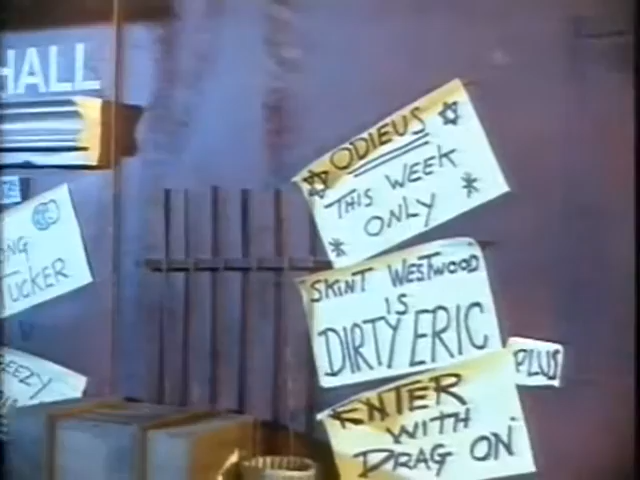 HALL
ODIEUS
THIS WEEK
ONLY
SKINT WESTWOOD
IS
DIRTY ERIC
PLUS
ENTER
WITH
DRAG ON
TUCKER